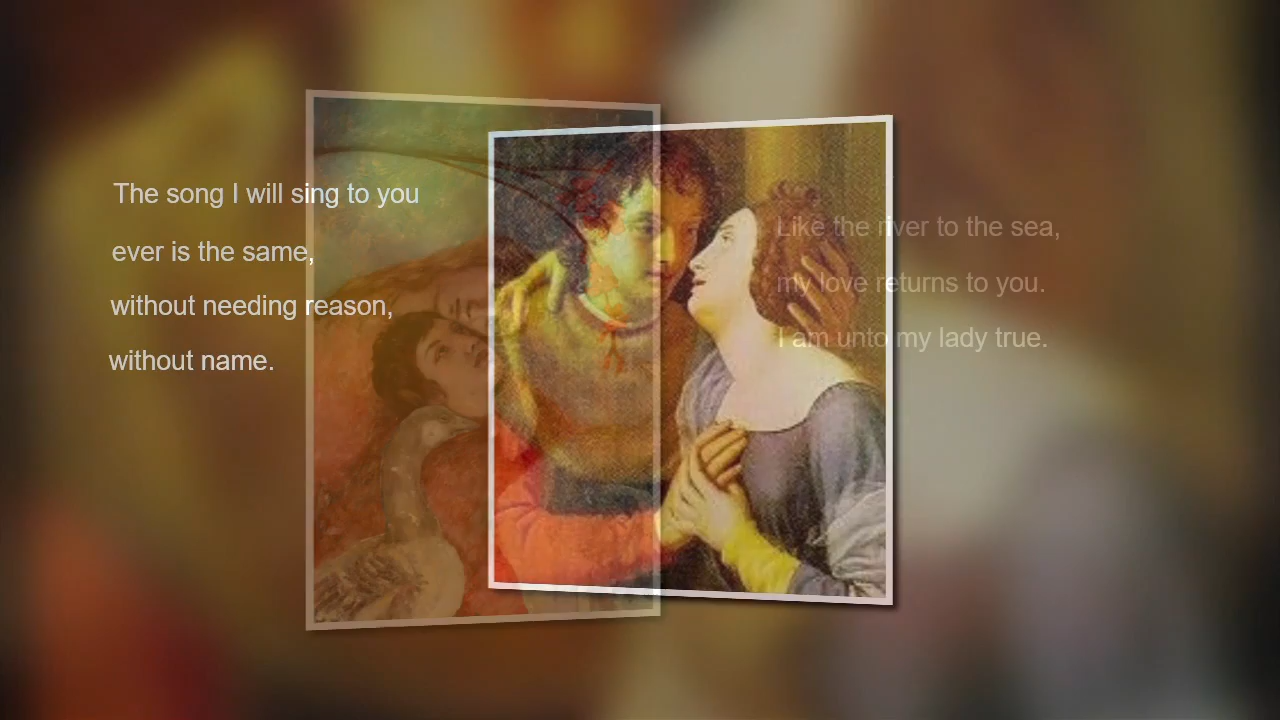 The song I will sing to you
ever is the same,
without needing reason,
without name.
Like the river to the sea,
my love returns to you.
I am unto my lady true.